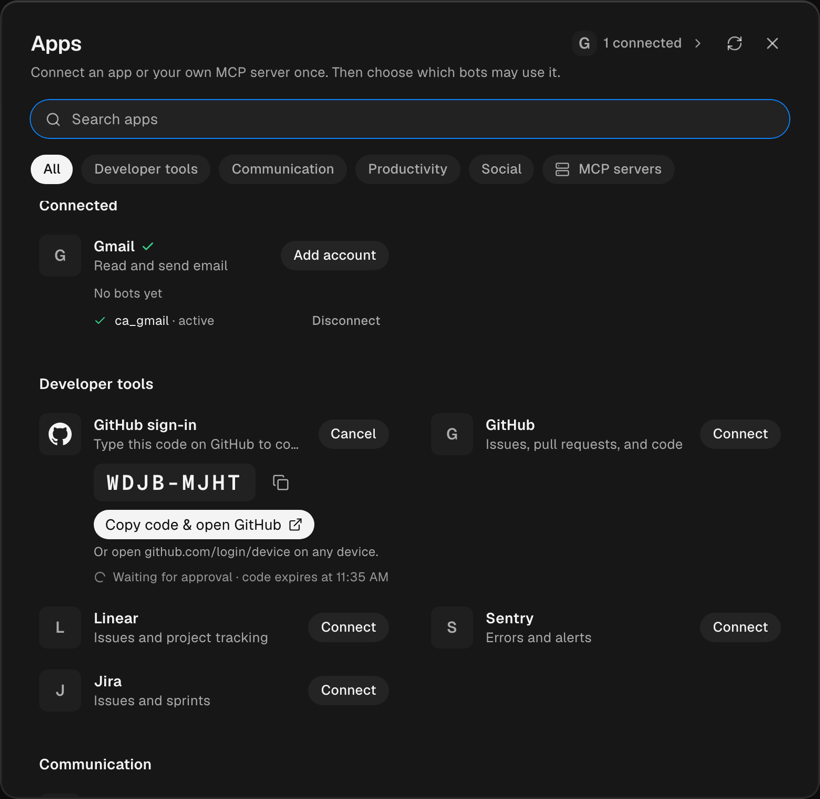 Apps
G 1 connected
Connect an app or your own MCP server once. Then choose which bots may use it.
Search apps
All Developer tools Communication Productivity Social MCP servers
Connected
G
Gmail
Read and send email
Add account
No bots yet
ca_gmail · active
Disconnect
Developer tools
GitHub sign-in
Type this code on GitHub to co...
Cancel
WDJB-MJHT
Copy code & open GitHub
Or open github.com/login/device on any device.
Waiting for approval · code expires at 11:35 AM
G
GitHub
Issues, pull requests, and code
Connect
L
Linear
Issues and project tracking
Connect
S
Sentry
Errors and alerts
Connect
J
Jira
Issues and sprints
Connect
Communication